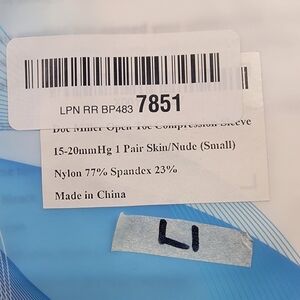 LPN RR BP483 7851
Doc Miller Open Toe Compression Sleeve
15-20mmHg 1 Pair Skin/Nude (Small)
Nylon 77% Spandex 23%
Made in China
LI